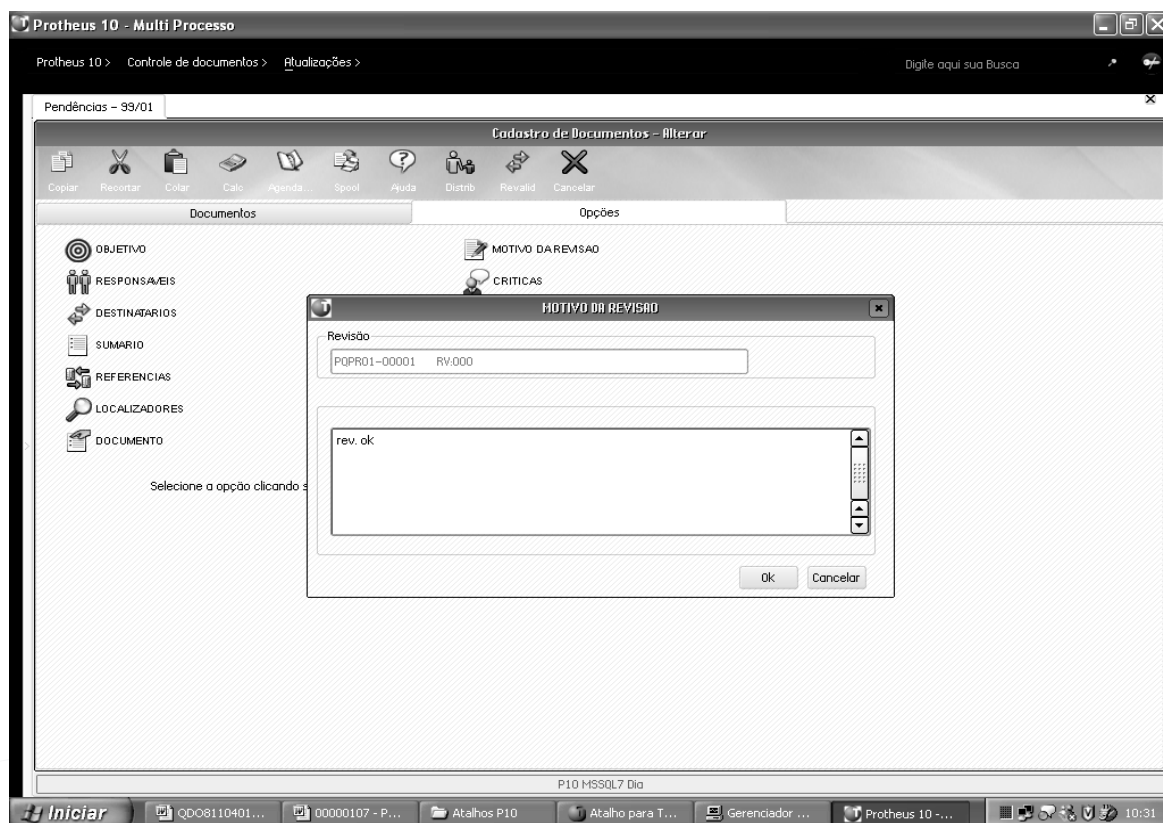 Protheus 10 - Multi Processo
Protheus 10 > Controle de documentos > Atualizações > Digite aqui sua Busca
Pendências - 99/01
Cadastro de Documentos - Alterar
Copiar Recortar Colar Calc Agenda... Spool Ajuda Distrib Revalid Cancelar
Documentos Opções
OBJETIVO MOTIVO DA REVISAO
RESPONSAVEIS CRITICAS
DESTINATARIOS MOTIVO DA REVISAO
Revisão
SUMARIO PQPR01-00001 RV:000
REFERENCIAS
LOCALIZADORES
DOCUMENTO rev. ok
Selecione a opção clicando s
Ok Cancelar
P10 MSSQL7 Dia
Iniciar QDO8110401... 00000107 - P... Atalhos P10 Atalho para T... Gerenciador ... Protheus 10 -... 10:31